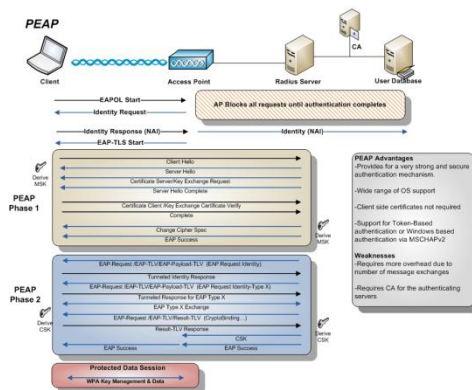 PEAP
CA
Client
Access Point
Radius Server
User Database
EAPOL Start
Identity Request
AP Blocks all requests until authentication completes
Identity Response (NAI)
Identity (NAI)
EAP-TLS Start
Derive
MSK
PEAP
Phase 1
Client Hello
Server Hello
Certificate Server/Key Exchange Request
Server Hello Complete
Certificate Client /Key Exchange Certificate Verify
Complete
Change Cipher Spec
EAP Success
Derive
MSK
PEAP Advantages
-Provides for a very strong and secure
authentication mechanism.
-Wide range of OS support
-Client side certificates not required
-Support for Token-Based
authentication or Windows based
authentication via MSCHAPv2
Weaknesses
-Requires more overhead due to
number of message exchanges
-Requires CA for the authenticating
servers
PEAP
Phase 2
Derive
CSK
EAP-Request /EAP-TLV/EAP-Payload-TLV (EAP Request Identity)
Tunneled Identity Response
EAP-Request /EAP-TLV/EAP-Payload-TLV (EAP Request Identity-Type X)
Tunneled Response for EAP Type X
EAP Type X Exchange
EAP-Request /EAP-TLV/Result-TLV (CryptoBinding...)
Result-TLV Response
CSK
EAP Success
EAP Success
Derive
CSK
Protected Data Session
WPA Key Management & Data